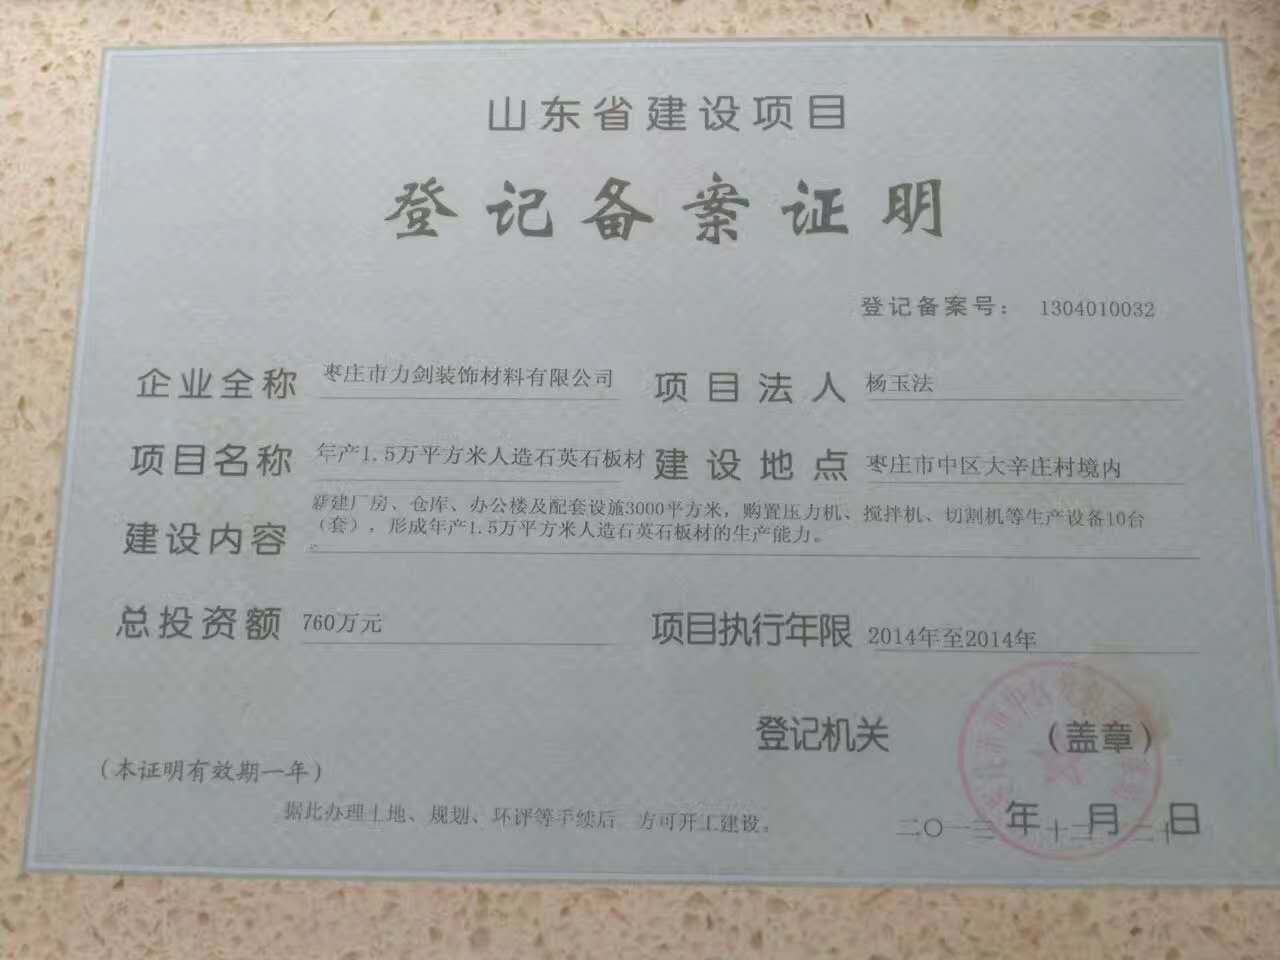 山东省建设项目
登记备案证明
登记备案号： 1304010032
企业全称 枣庄市力剑装饰材料有限公司 项目法人 杨玉法
项目名称 年产1.5万平方米人造石英石板材 建设地点 枣庄市中区大辛庄村境内
建设内容 新建厂房、仓库、办公楼及配套设施3000平方米，购置压力机、搅拌机、切割机等生产设备10台
（套），形成年产1.5万平方米人造石英石板材的生产能力。
总投资额 760万元 项目执行年限 2014年至2014年
登记机关 （盖章）
（本证明有效期一年）
据此办理土地、规划、环评等手续后 方可开工建设。
二〇一三年十二月二十日